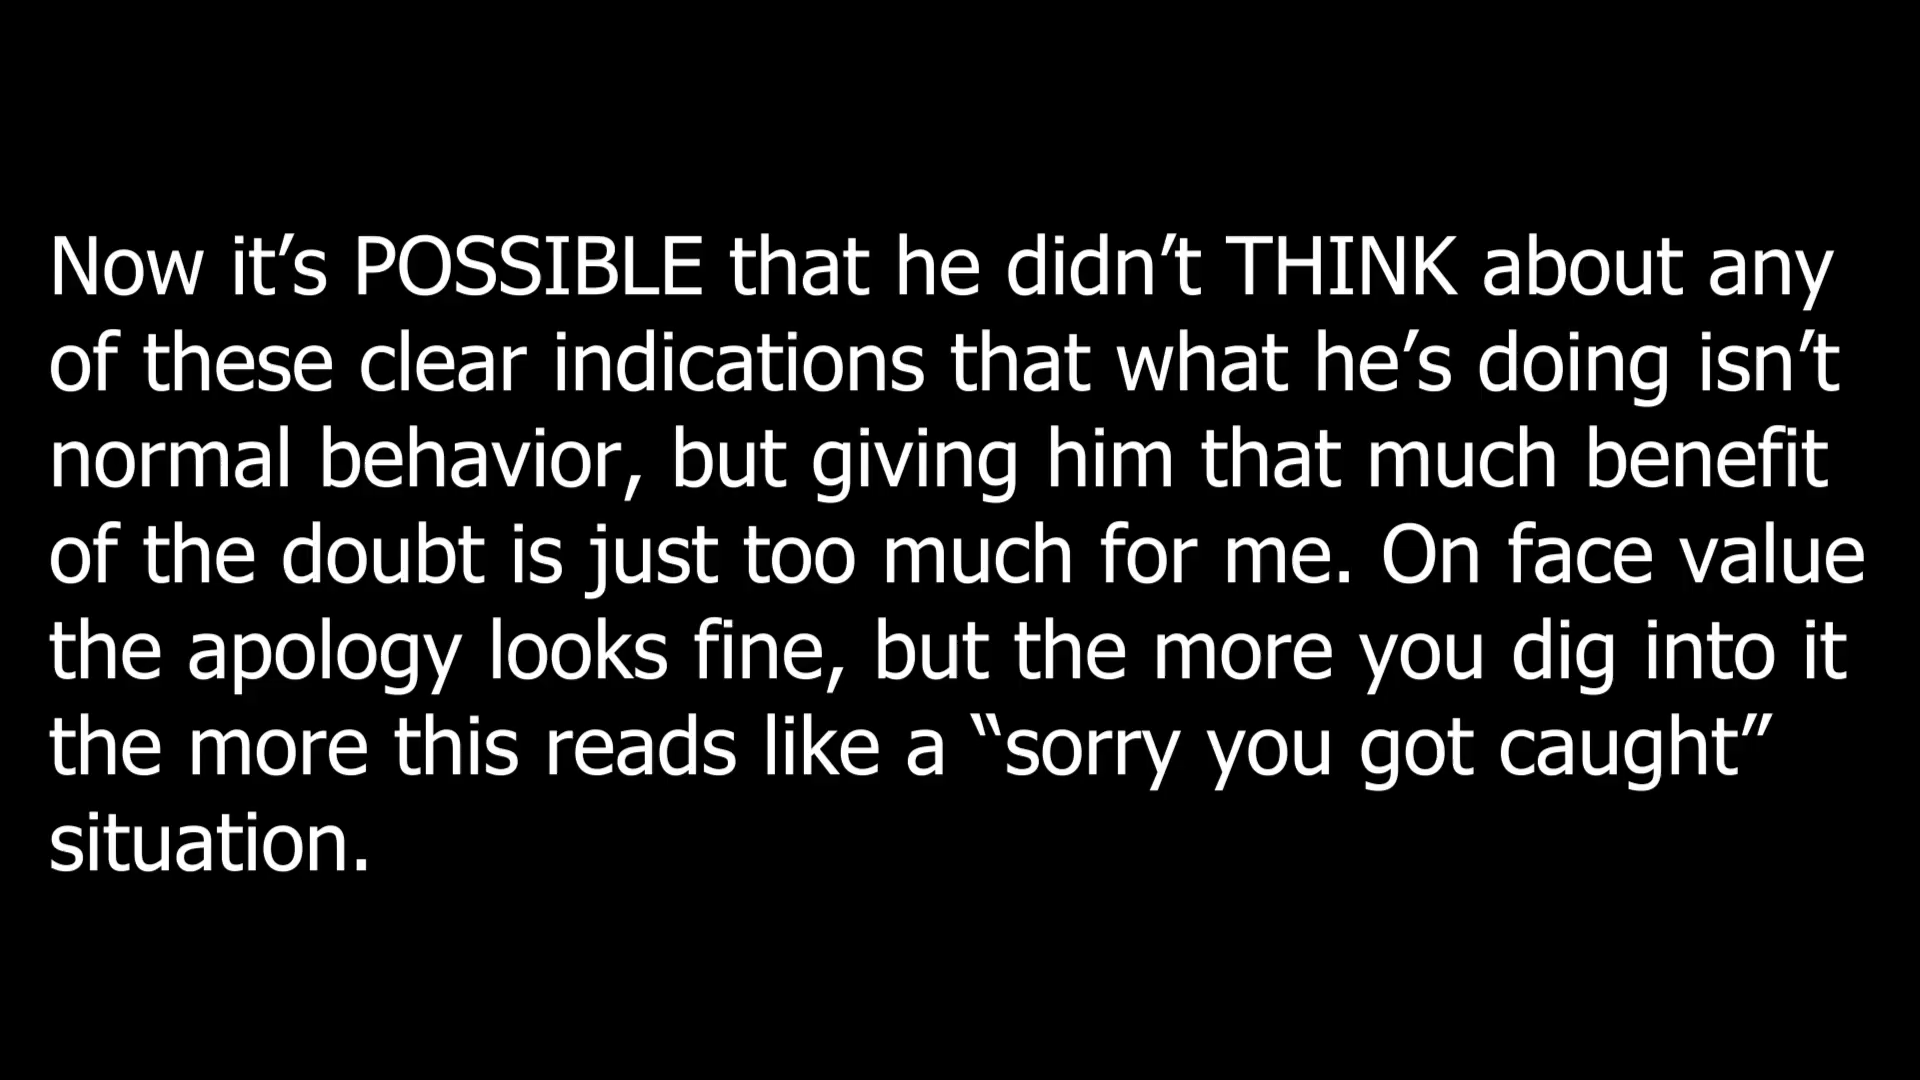 Now it’s POSSIBLE that he didn’t THINK about any
of these clear indications that what he’s doing isn’t
normal behavior, but giving him that much benefit
of the doubt is just too much for me. On face value
the apology looks fine, but the more you dig into it
the more this reads like a “sorry you got caught”
situation.